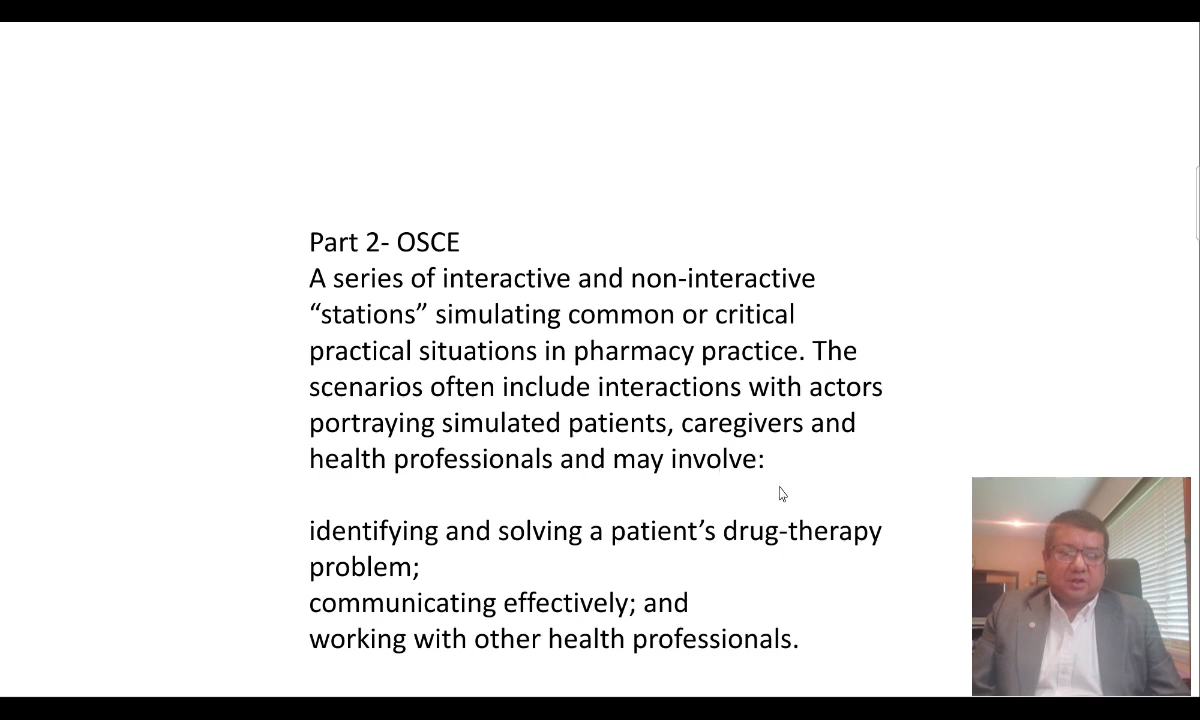 Part 2- OSCE
A series of interactive and non-interactive
“stations” simulating common or critical
practical situations in pharmacy practice. The
scenarios often include interactions with actors
portraying simulated patients, caregivers and
health professionals and may involve:
identifying and solving a patient’s drug-therapy
problem;
communicating effectively; and
working with other health professionals.